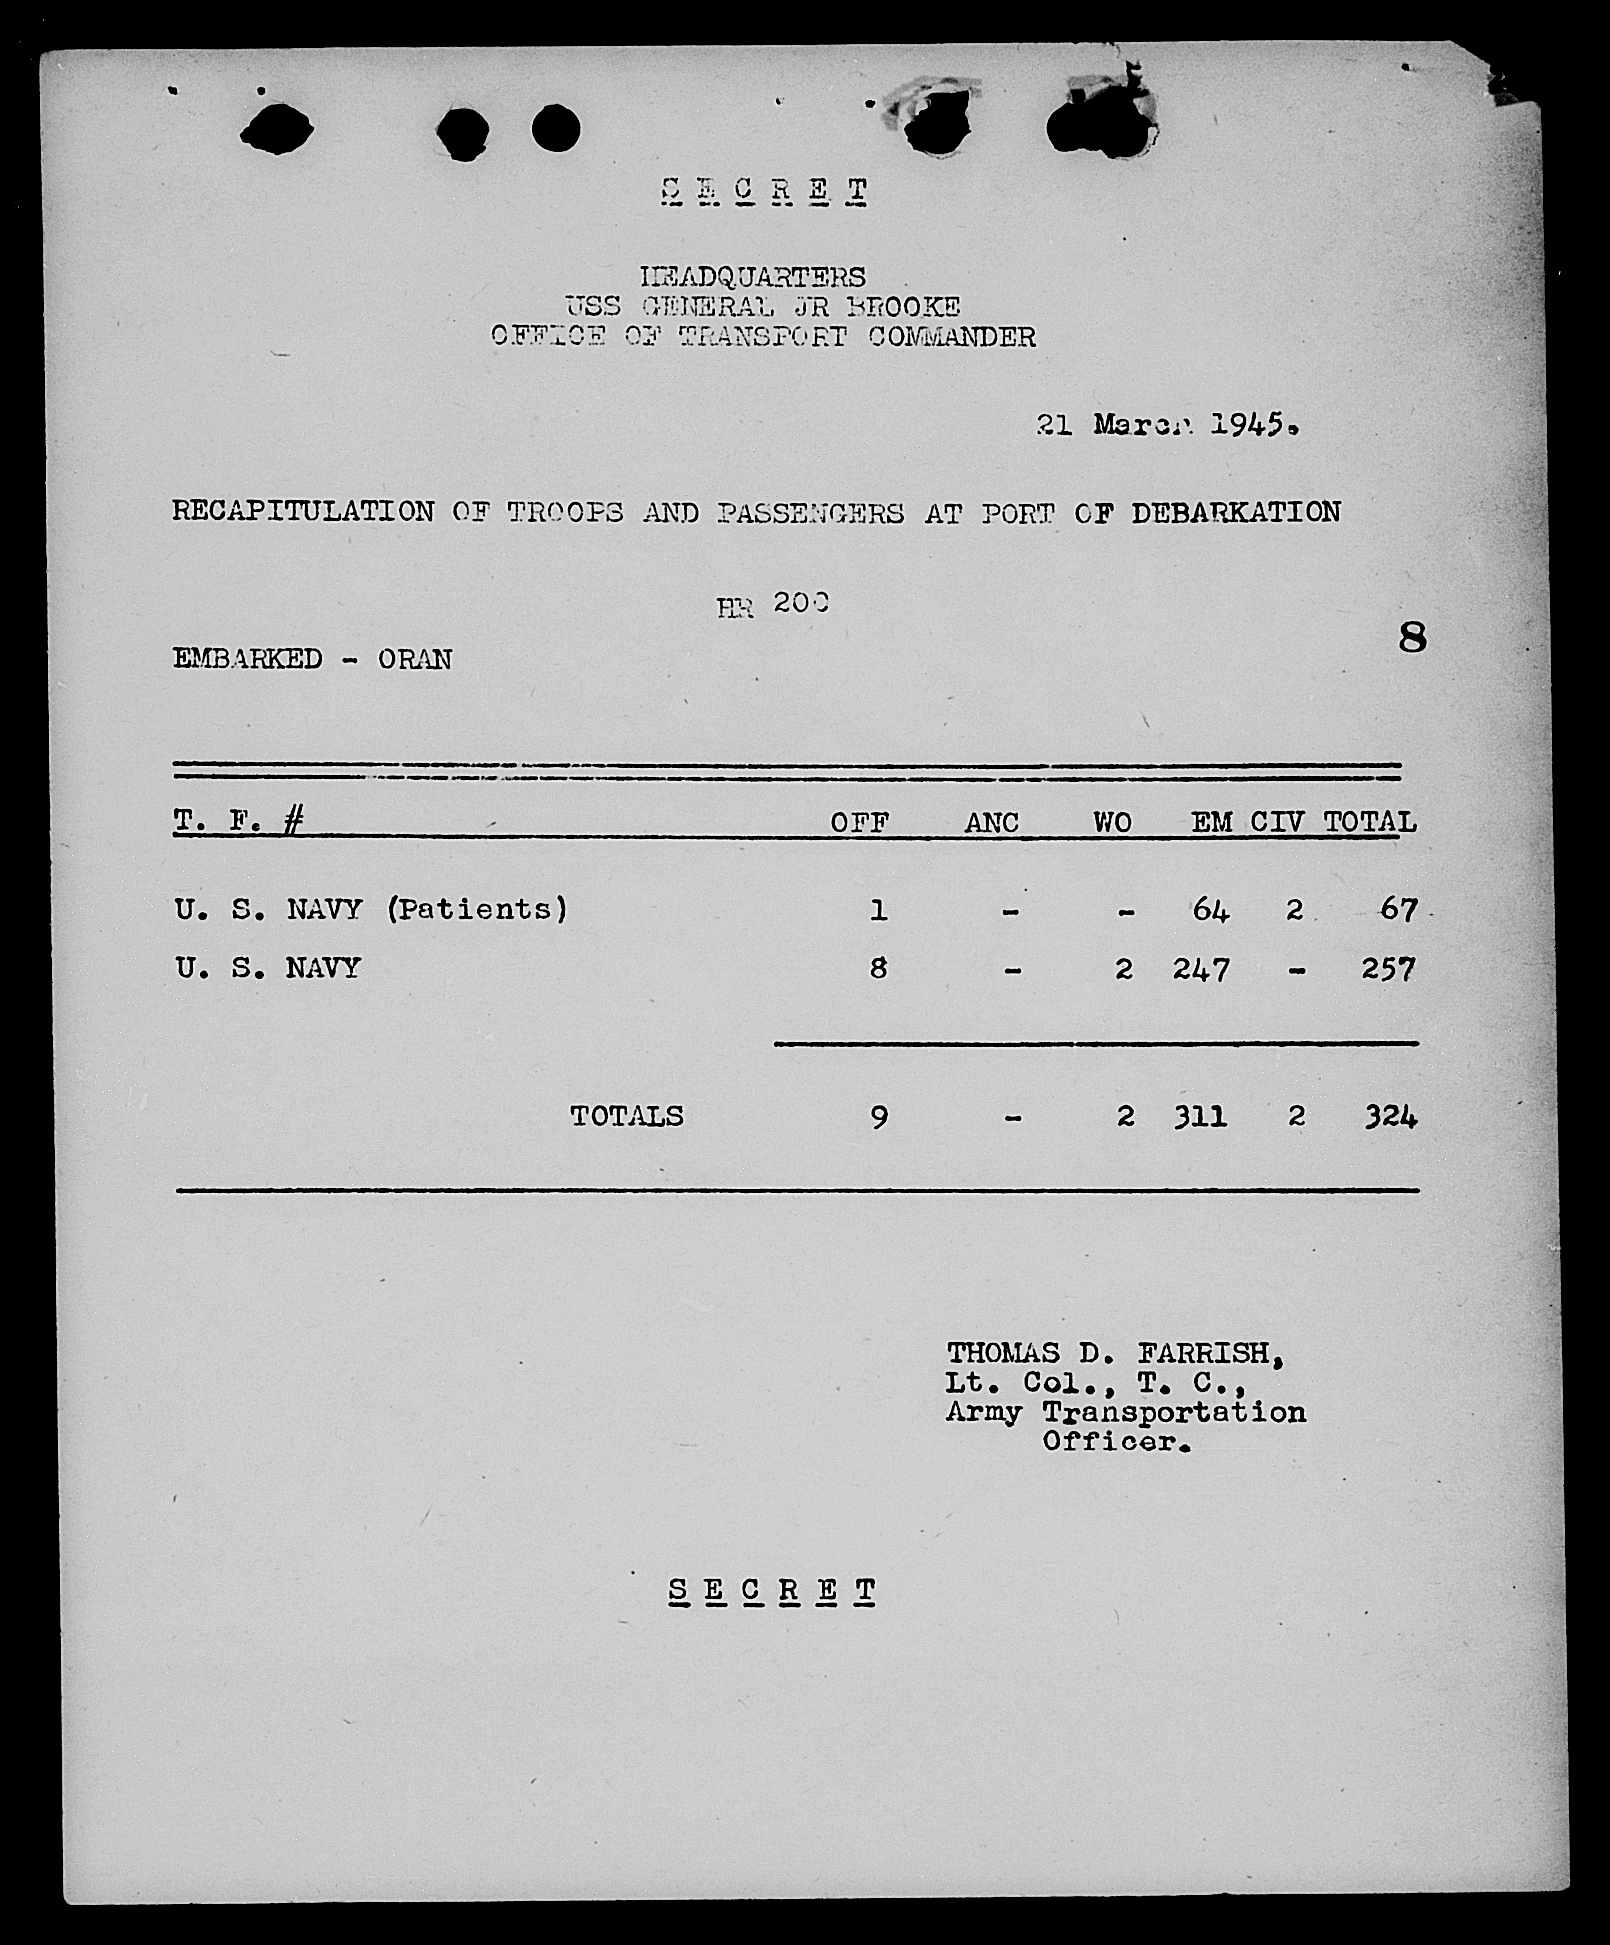 S E C R E T
HEADQUARTERS
USS GENERAL JR BROOKE
OFFICE OF TRANSPORT COMMANDER
21 March 1945.
RECAPITULATION OF TROOPS AND PASSENGERS AT PORT OF DEBARKATION
HR 200
8
EMBARKED - ORAN
T. F. # OFF ANC WO EM CIV TOTAL
U. S. NAVY (Patients) 1 - - 64 2 67
U. S. NAVY 8 - 2 247 - 257
TOTALS 9 - 2 311 2 324
THOMAS D. FARRISH,
Lt. Col., T. C.,
Army Transportation
Officer.
S E C R E T